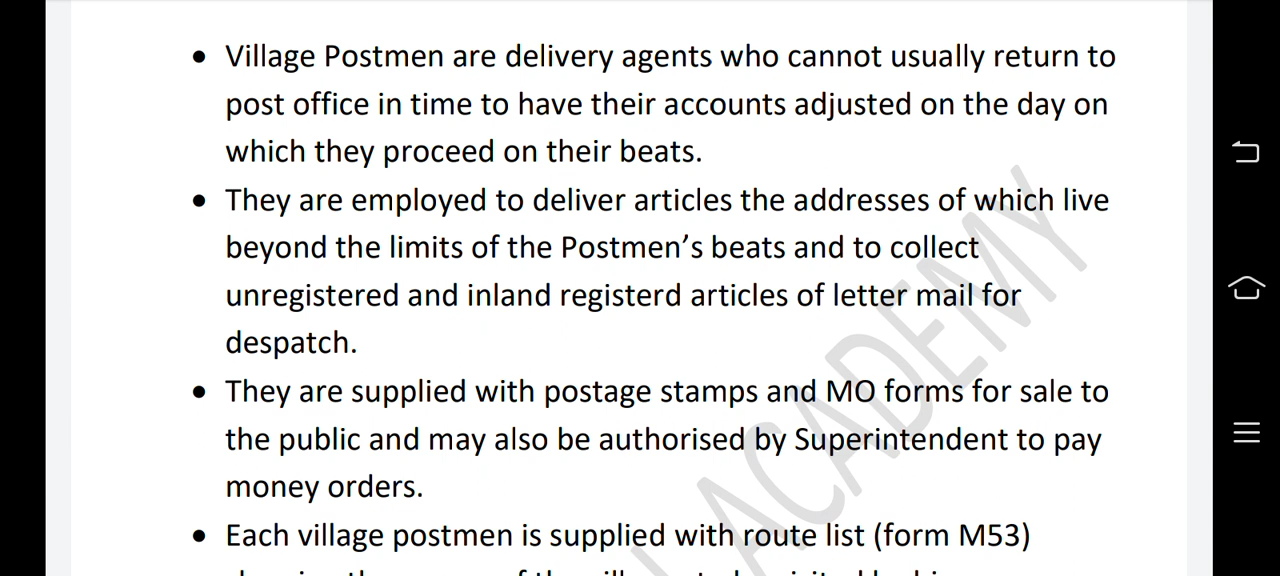 • Village Postmen are delivery agents who cannot usually return to
post office in time to have their accounts adjusted on the day on
which they proceed on their beats.
• They are employed to deliver articles the addresses of which live
beyond the limits of the Postmen’s beats and to collect
unregistered and inland registerd articles of letter mail for
despatch.
• They are supplied with postage stamps and MO forms for sale to
the public and may also be authorised by Superintendent to pay
money orders.
• Each village postmen is supplied with route list (form M53)
ACADEMY